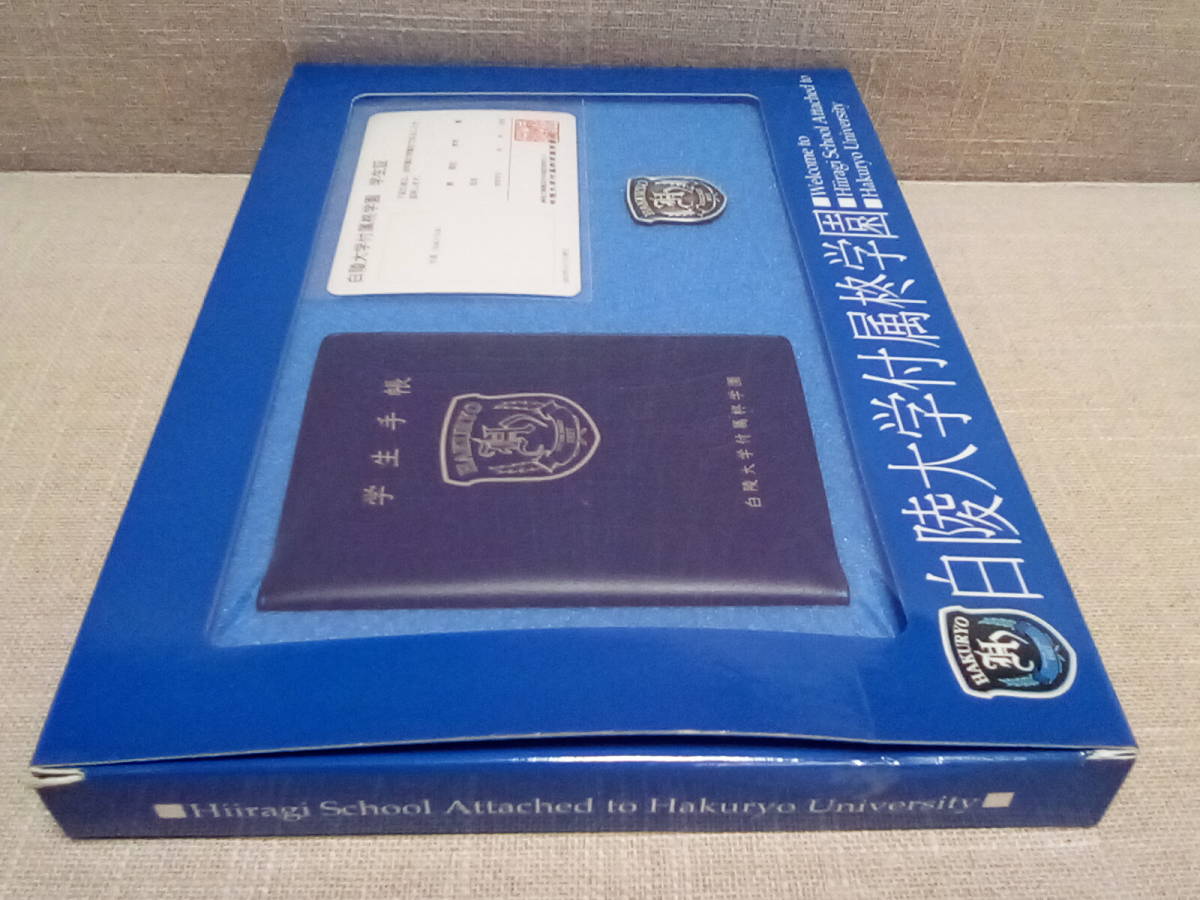 白陵大学付属柊学園
■Welcome to
■Hiiragi School Attached to
■Hakuryo University
HAKURYO
H
白陵大学付属柊学園 学生証
HAKURYO
学生手帳
HAKURYO
H
白陵大学付属柊学園
■Hiiragi School Attached to Hakuryo University■